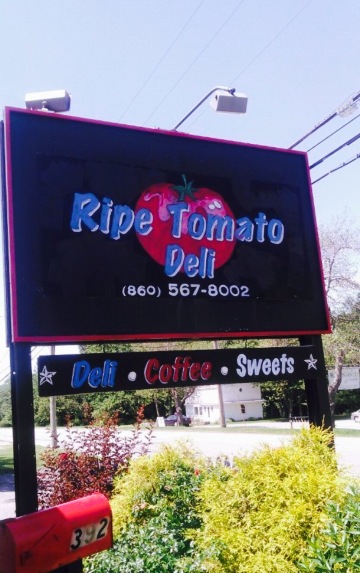 Ripe Tomato
Deli
(860) 567-8002
Deli • Coffee • Sweets
392